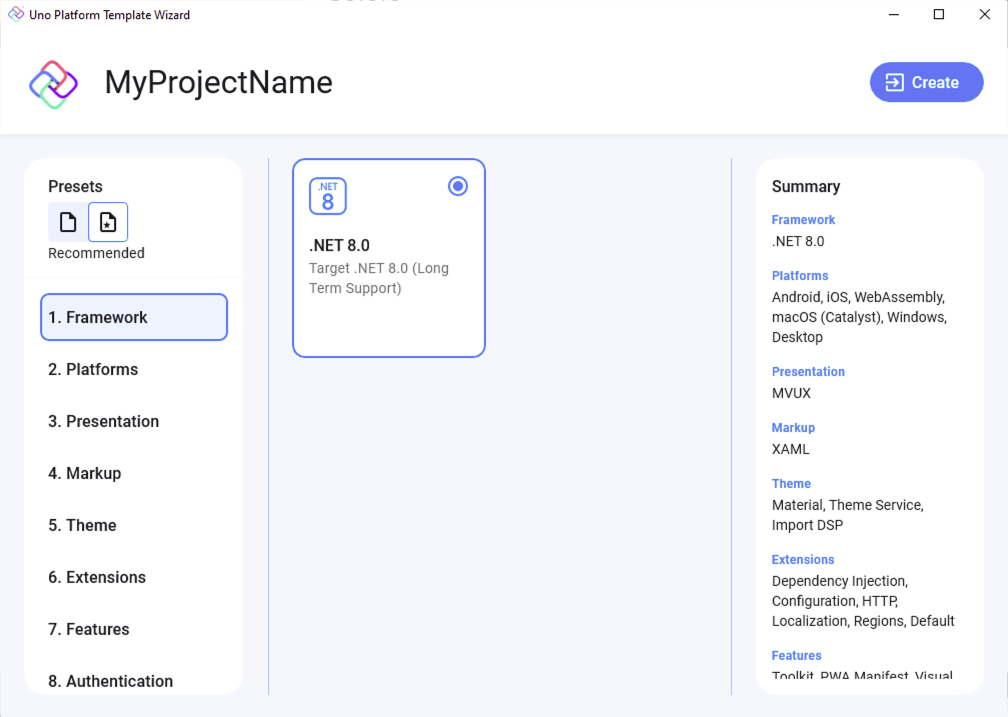 Uno Platform Template Wizard
MyProjectName
Create
Presets
Recommended
1. Framework
2. Platforms
3. Presentation
4. Markup
5. Theme
6. Extensions
7. Features
8. Authentication
.NET
8
.NET 8.0
Target .NET 8.0 (Long
Term Support)
Summary
Framework
.NET 8.0
Platforms
Android, iOS, WebAssembly,
macOS (Catalyst), Windows,
Desktop
Presentation
MVUX
Markup
XAML
Theme
Material, Theme Service,
Import DSP
Extensions
Dependency Injection,
Configuration, HTTP,
Localization, Regions, Default
Features
Toolkit, PWA Manifest, Visual